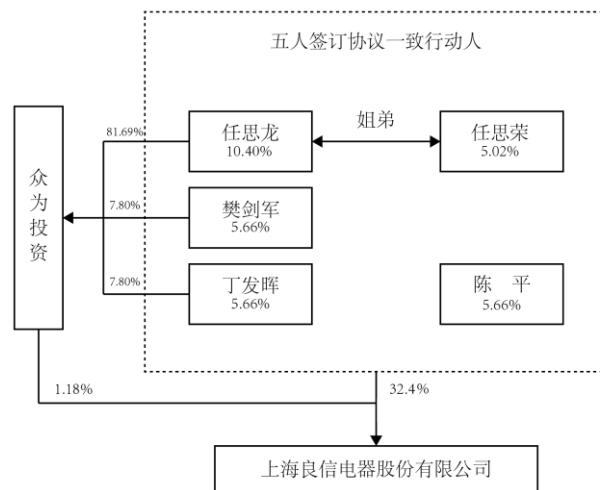 五人签订协议一致行动人
81.69%
任思龙
10.40%
姐弟
任思荣
5.02%
众为投资
7.80%
樊剑军
5.66%
7.80%
丁发晖
5.66%
陈 平
5.66%
1.18%
32.4%
上海良信电器股份有限公司